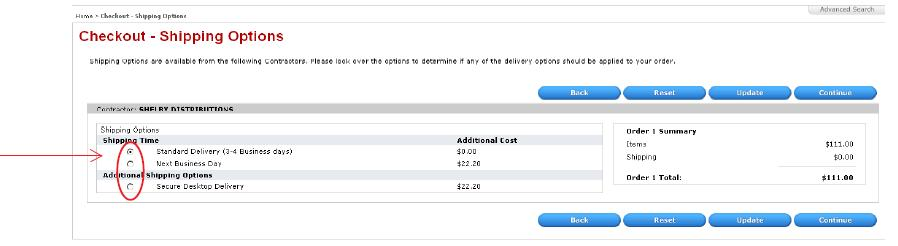 Advanced Search
Home > Checkout - Shipping Options
Checkout - Shipping Options
Shipping Options are available from the following Contractors. Please look over the options to determine if any of the delivery options should be applied to your order.
Back Reset Update Continue
Contractor: SHELBY DISTRIBUTIONS
Shipping Options
Shipping Time Additional Cost
Standard Delivery (3-4 Business days) $0.00
Next Business Day $22.20
Additional Shipping Options
Secure Desktop Delivery $22.20
Order 1 Summary
Items $111.00
Shipping $0.00
Order 1 Total: $111.00
Back Reset Update Continue